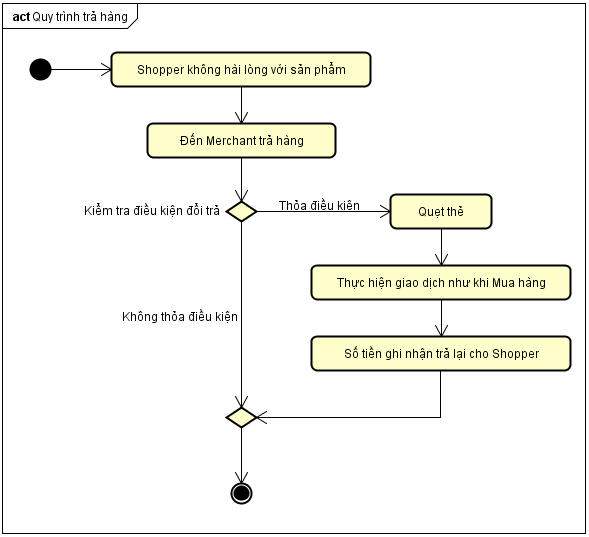 act Quy trình trả hàng
Shopper không hài lòng với sản phẩm
Đến Merchant trả hàng
Kiểm tra điều kiện đổi trả
Thỏa điều kiên
Quẹt thẻ
Thực hiện giao dịch như khi Mua hàng
Không thỏa điều kiện
Số tiền ghi nhận trả lại cho Shopper